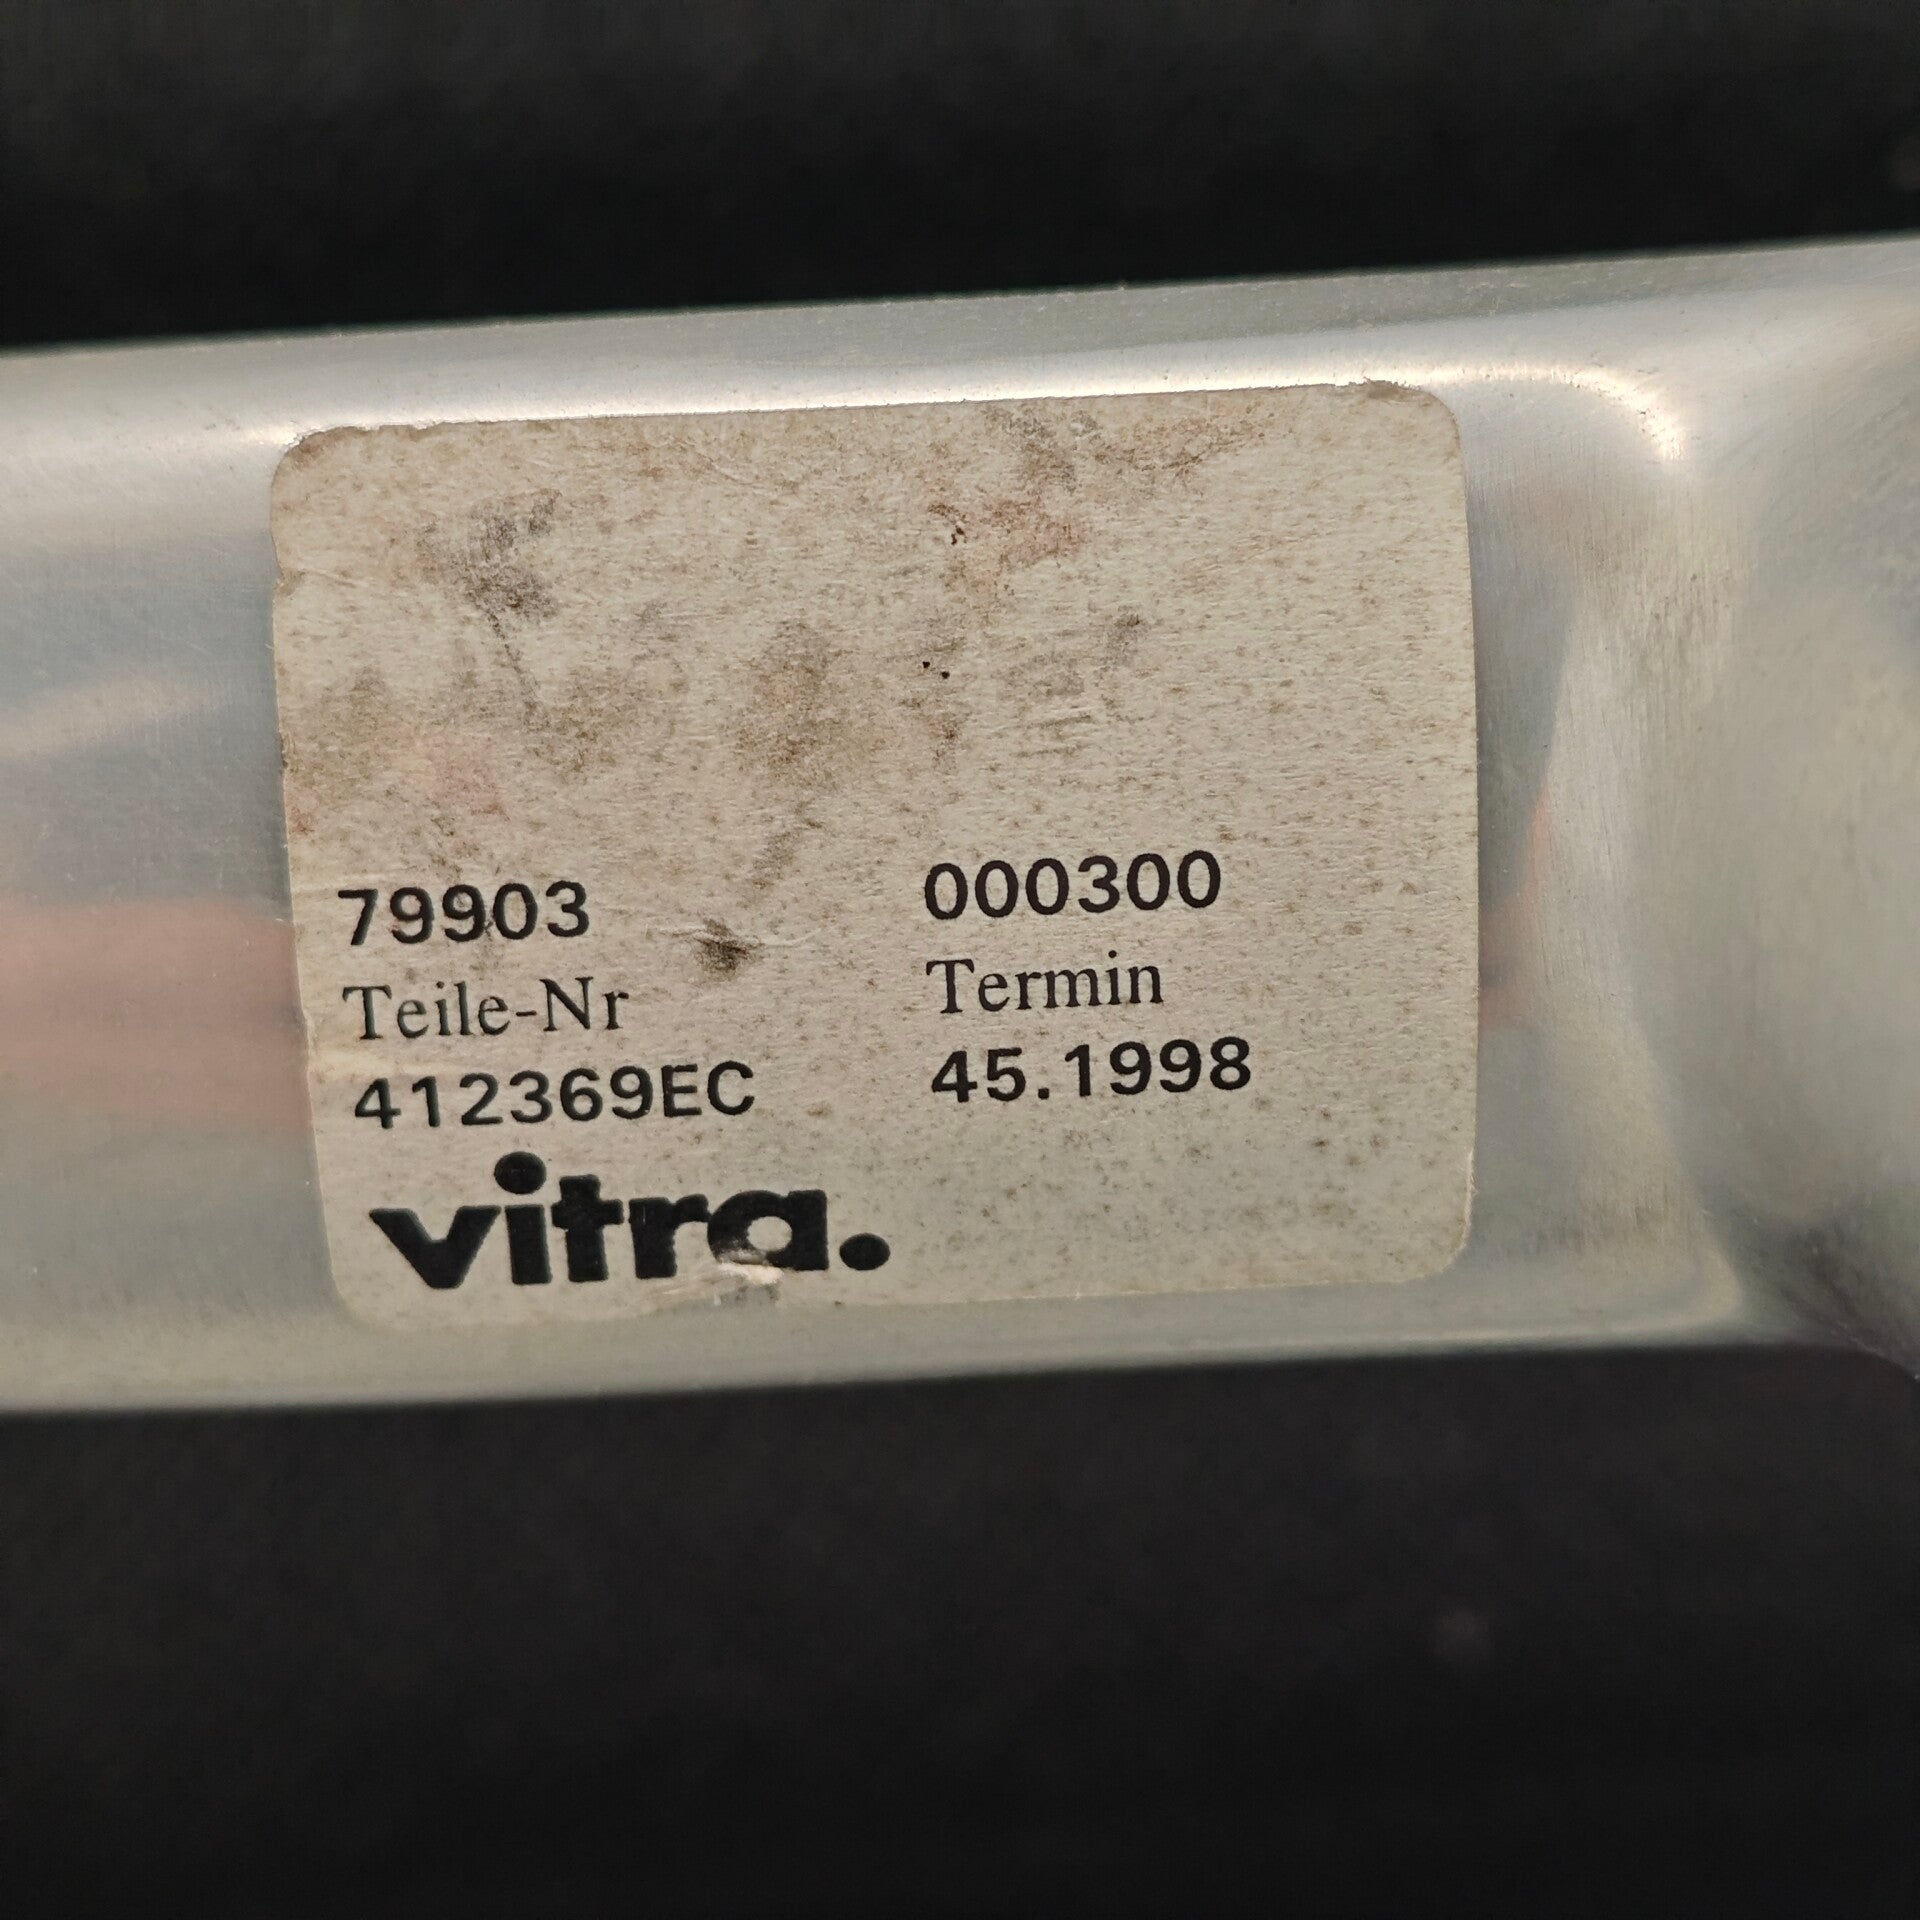 79903 000300
Teile-Nr Termin
412369EC 45.1998
vitra.